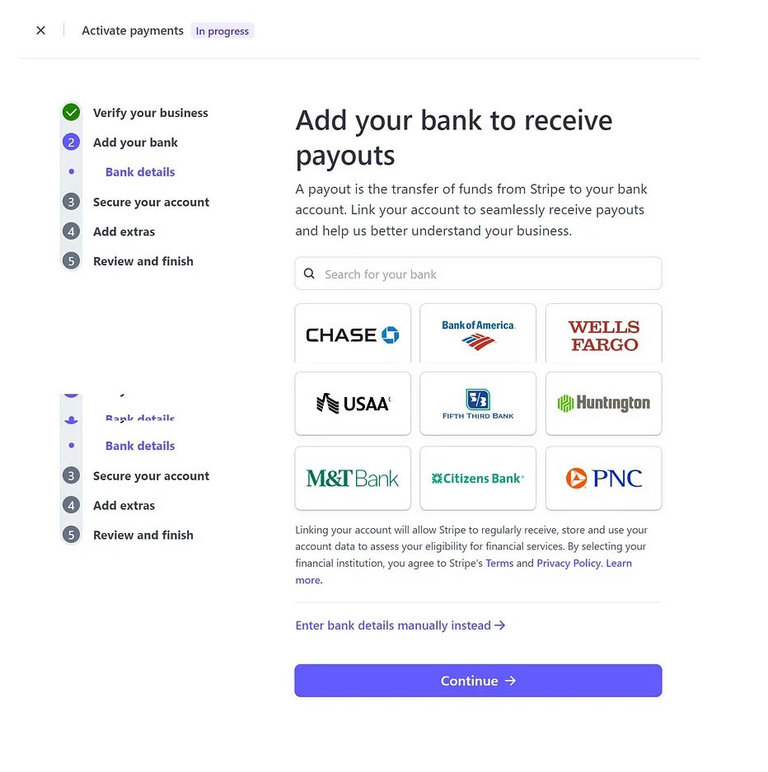 Activate payments In progress
Verify your business
2 Add your bank
Bank details
3 Secure your account
4 Add extras
5 Review and finish
Add your bank to receive
payouts
A payout is the transfer of funds from Stripe to your bank
account. Link your account to seamlessly receive payouts
and help us better understand your business.
Search for your bank
CHASE
Bank of America
WELLS
FARGO
USAA
5/3
FIFTH THIRD BANK
Huntington
M&T Bank
Citizens Bank
PNC
Bank details
Bank details
3 Secure your account
4 Add extras
5 Review and finish
Linking your account will allow Stripe to regularly receive, store and use your
account data to assess your eligibility for financial services. By selecting your
financial institution, you agree to Stripe's Terms and Privacy Policy. Learn
more.
Enter bank details manually instead →
Continue →